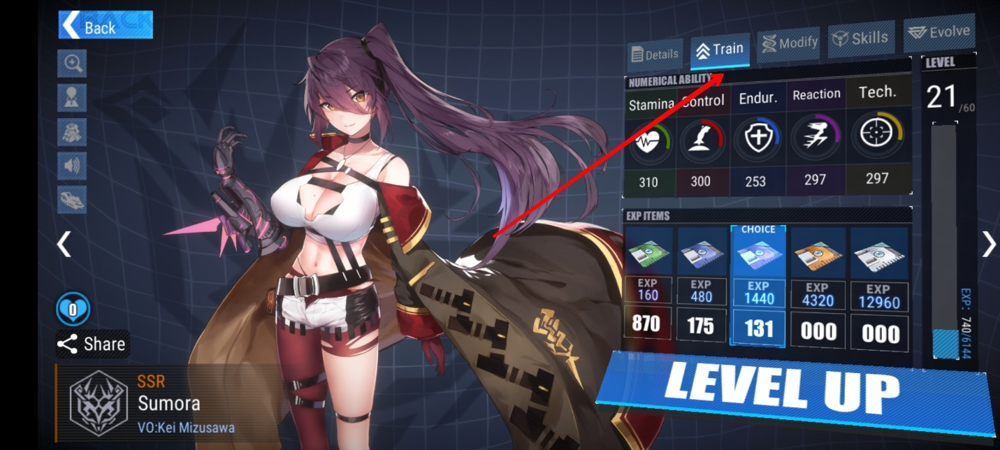 Back
Details
Train
Modify
Skills
Evolve
NUMERICAL ABILITY
LEVEL
21
/60
Stamina
Control
Endur.
Reaction
Tech.
310
300
253
297
297
EXP ITEMS
CHOICE
EXP
160
EXP
480
EXP
1440
EXP
4320
EXP
12960
870
175
131
000
000
EXP: 740/6144
0
Share
LEVEL UP
SSR
Sumora
VO:Kei Mizusawa